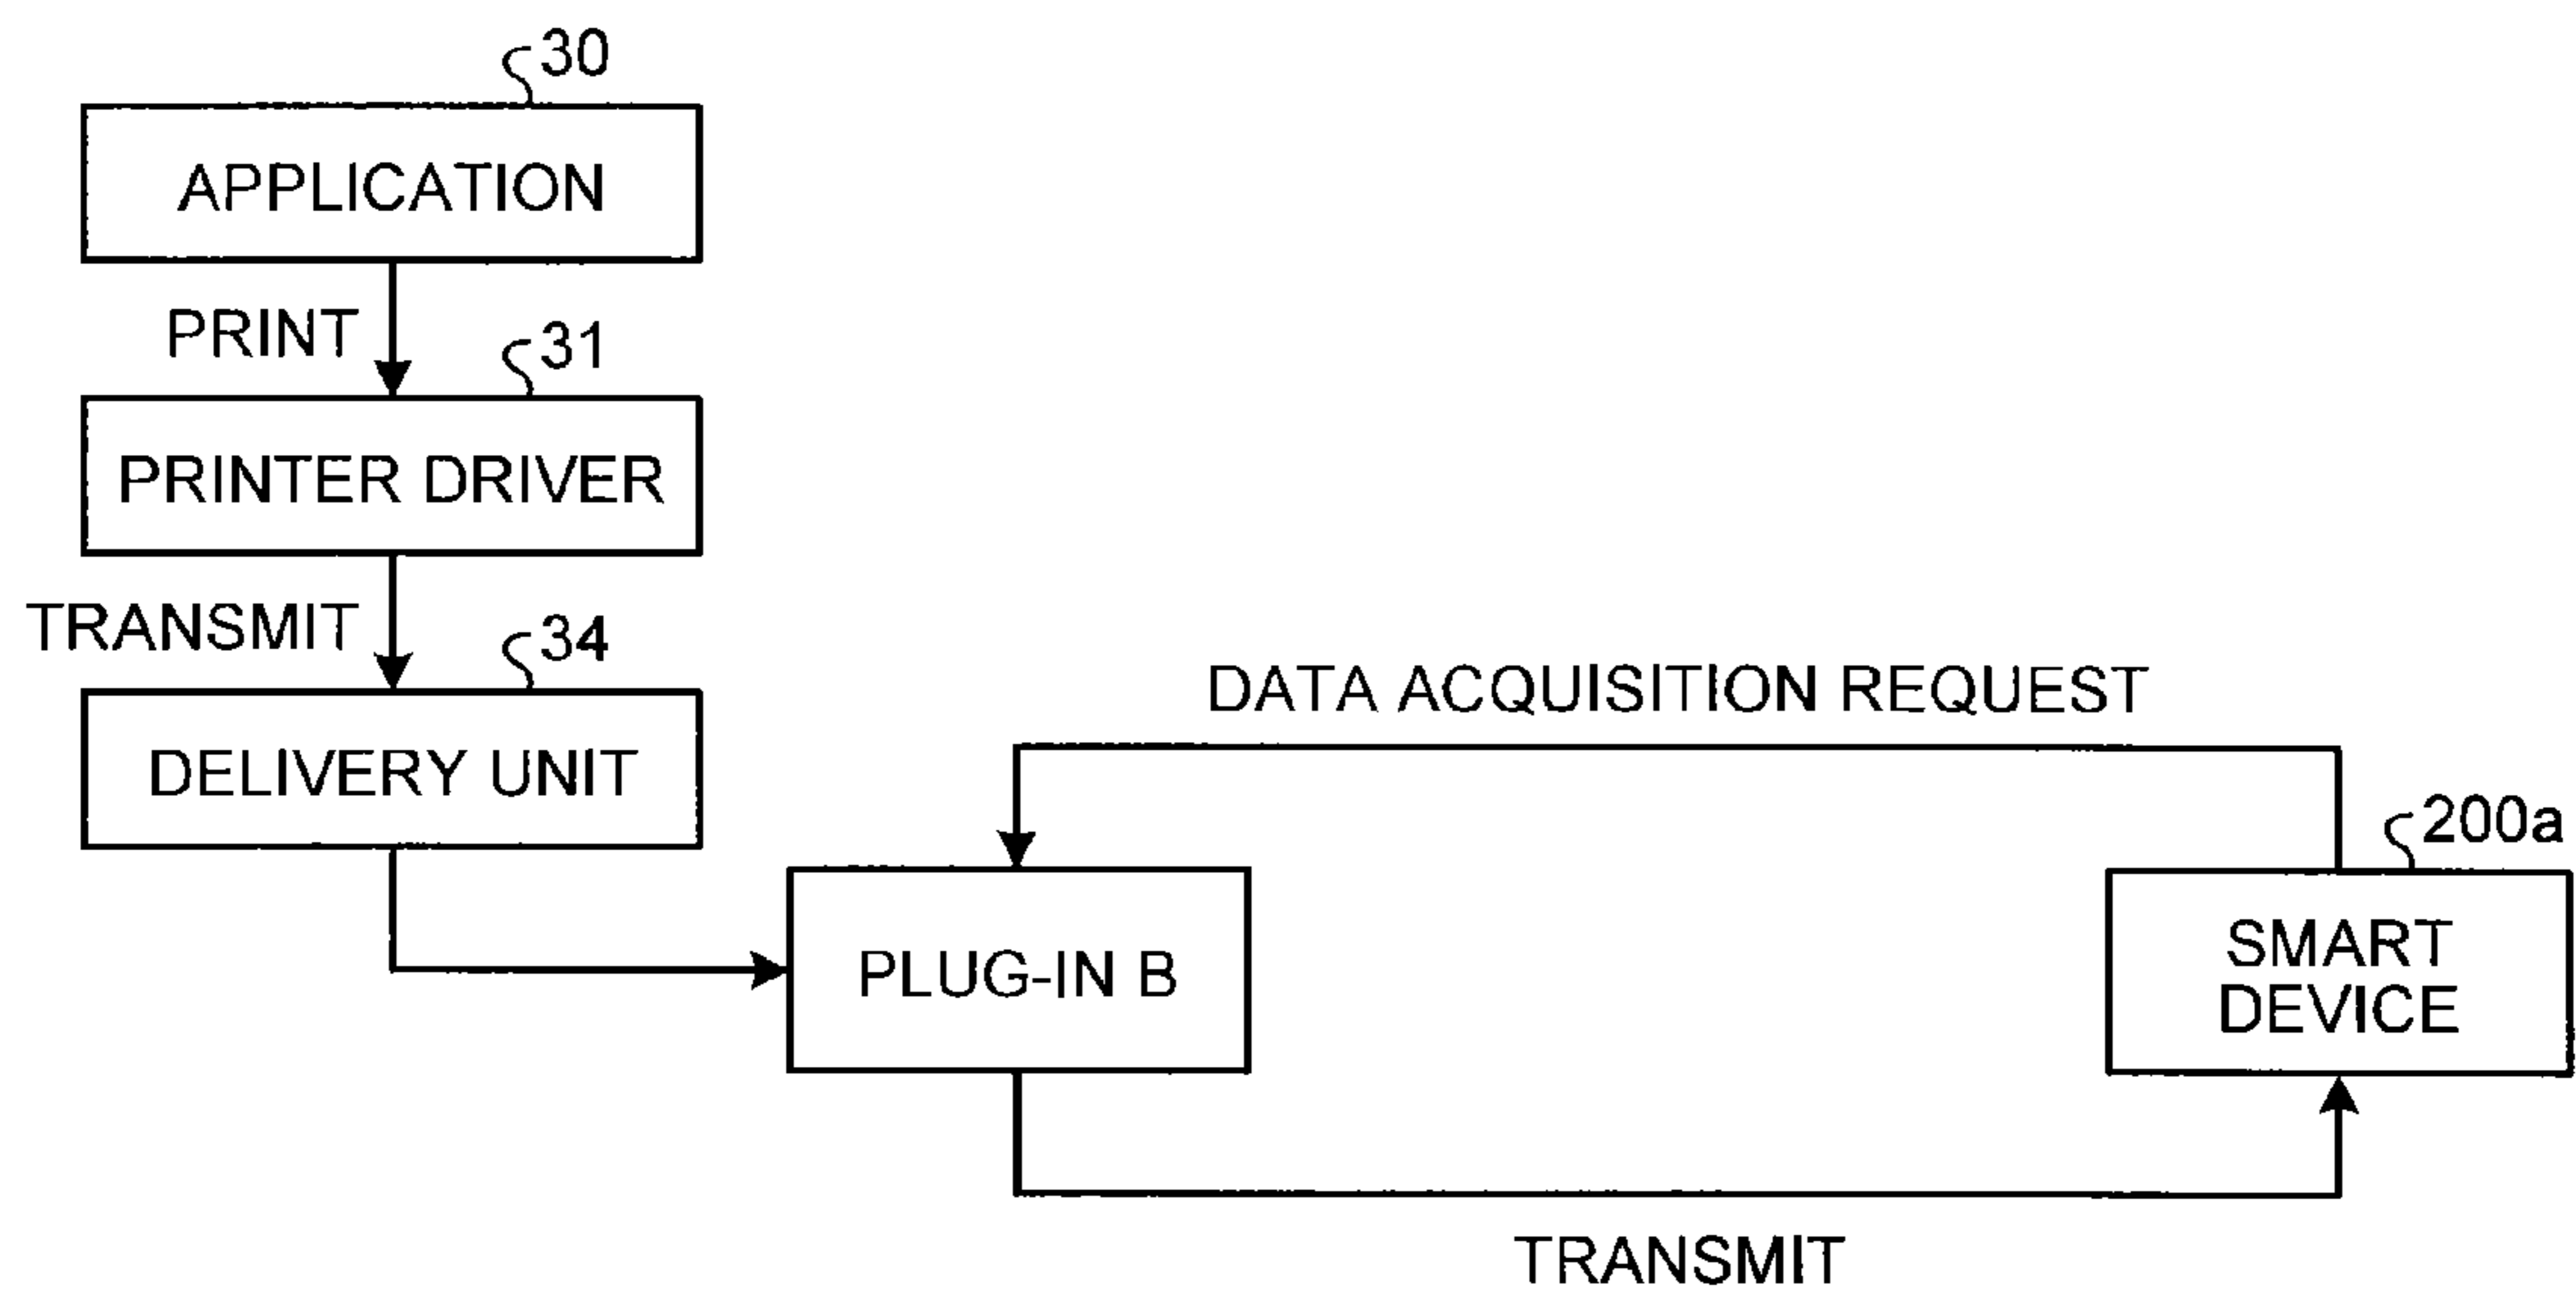 30
APPLICATION
PRINT
31
PRINTER DRIVER
TRANSMIT
34
DELIVERY UNIT
DATA ACQUISITION REQUEST
PLUG-IN B
200a
SMART
DEVICE
TRANSMIT